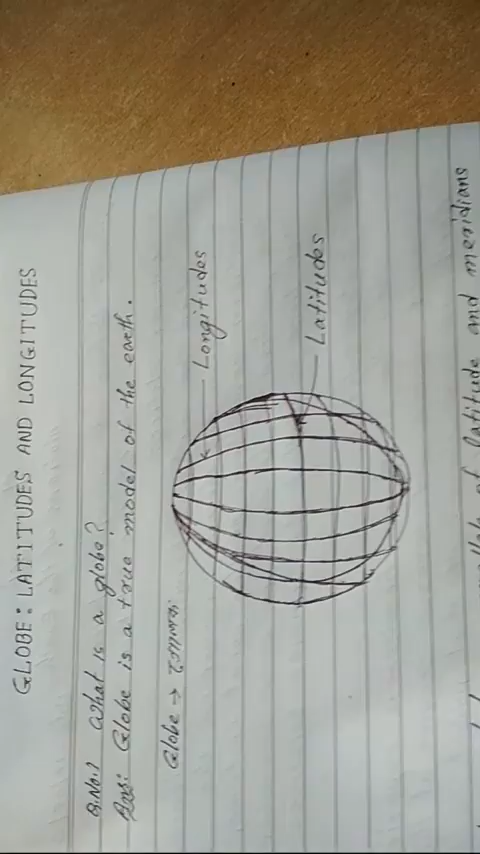 GLOBE: LATITUDES AND LONGITUDES
Q.No.1 What is a globe?
Ans: Globe is a true model of the earth.
Globe →
Longitudes
Latitudes
of latitude and meridians